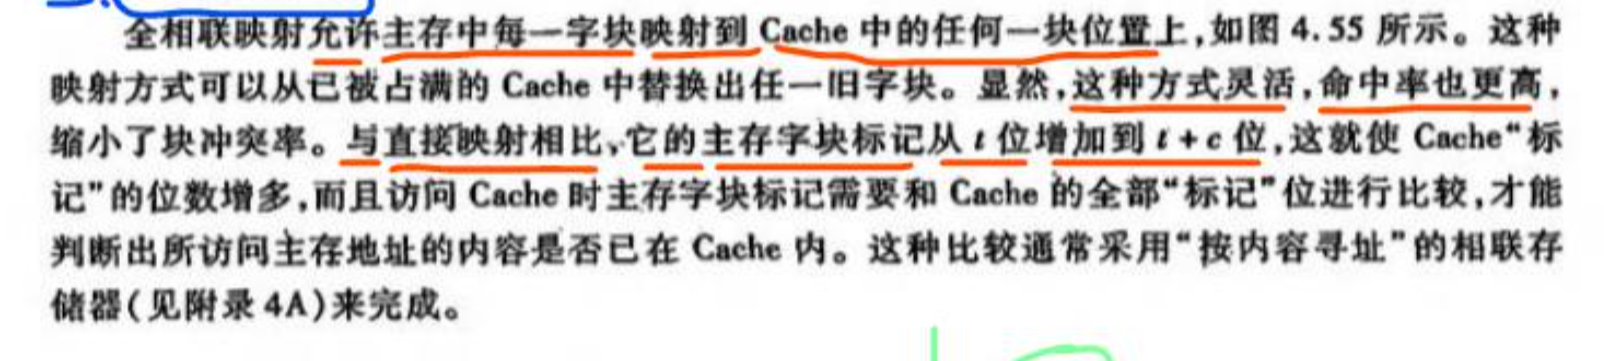 全相联映射允许主存中每一字块映射到 Cache 中的任何一块位置上,如图 4.55 所示。这种
映射方式可以从已被占满的 Cache 中替换出任一旧字块。显然,这种方式灵活,命中率也更高,
缩小了块冲突率。与直接映射相比,它的主存字块标记从 t 位增加到 t + c 位,这就使 Cache“标
记”的位数增多,而且访问 Cache 时主存字块标记需要和 Cache 的全部“标记”位进行比较,才能
判断出所访问主存地址的内容是否已在 Cache 内。这种比较通常采用“按内容寻址”的相联存
储器(见附录 4A)来完成。